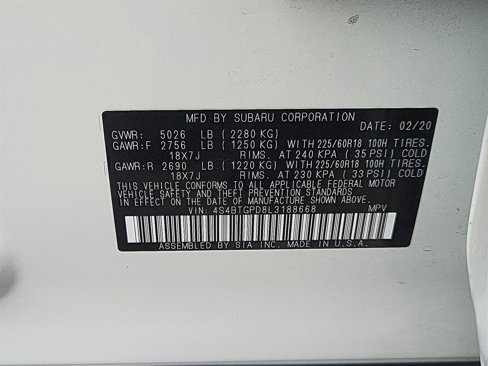 MFD BY SUBARU CORPORATION
DATE: 02/20
GVWR: 5026 LB (2280 KG)
GAWR:F 2756 LB (1250 KG) WITH 225/60R18 100H TIRES.
18X7J RIMS. AT 240 KPA (35 PSI) COLD
GAWR:R 2690 LB (1220 KG) WITH 225/60R18 100H TIRES.
18X7J RIMS. AT 230 KPA (33 PSI) COLD
THIS VEHICLE CONFORMS TO ALL APPLICABLE FEDERAL MOTOR
VEHICLE SAFETY AND THEFT PREVENTION STANDARDS
IN EFFECT ON THE DATE OF MANUFACTURE SHOWN ABOVE.
VIN: 4S4BTGPD8L3188668 MPV
ASSEMBLED BY SIA INC. MADE IN U.S.A.